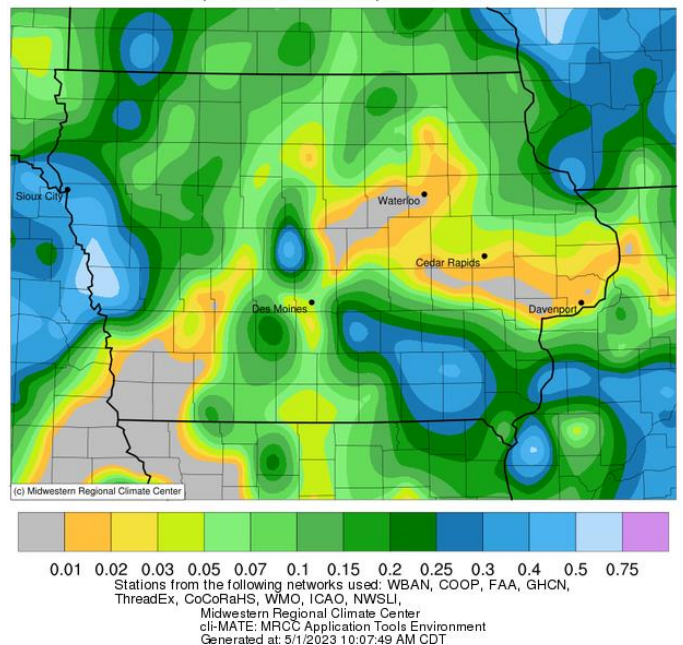 Sioux City
Waterloo
Cedar Rapids
Des Moines
Davenport
(c) Midwestern Regional Climate Center
0.01 0.02 0.03 0.05 0.07 0.1 0.15 0.2 0.25 0.3 0.4 0.5 0.75
Stations from the following networks used: WBAN, COOP, FAA, GHCN,
ThreadEx, CoCoRaHS, WMO, ICAO, NWSLI,
Midwestern Regional Climate Center
cli-MATE: MRCC Application Tools Environment
Generated at: 5/1/2023 10:07:49 AM CDT